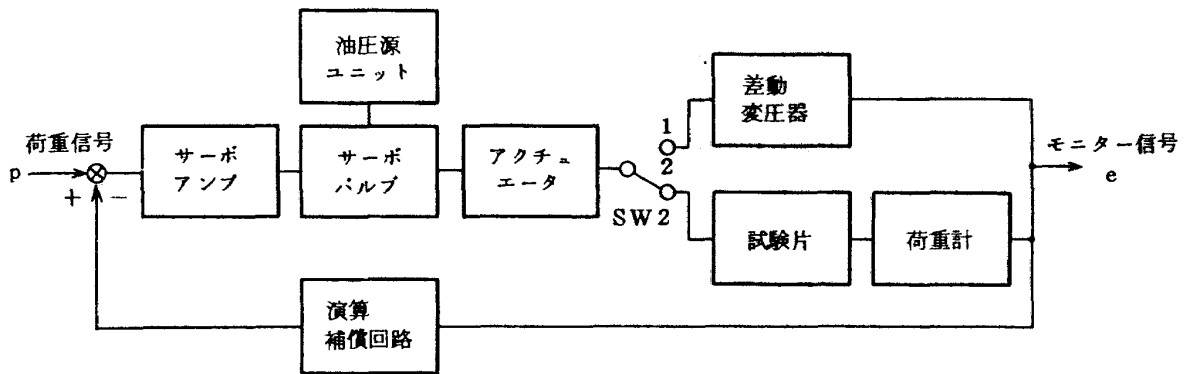 油圧源
ユニット
差動
変圧器
荷重信号
p
+
−
サーボ
アンプ
サーボ
バルブ
アクチュ
エータ
1
2
SW2
モニター信号
e
試験片
荷重計
演算
補償回路